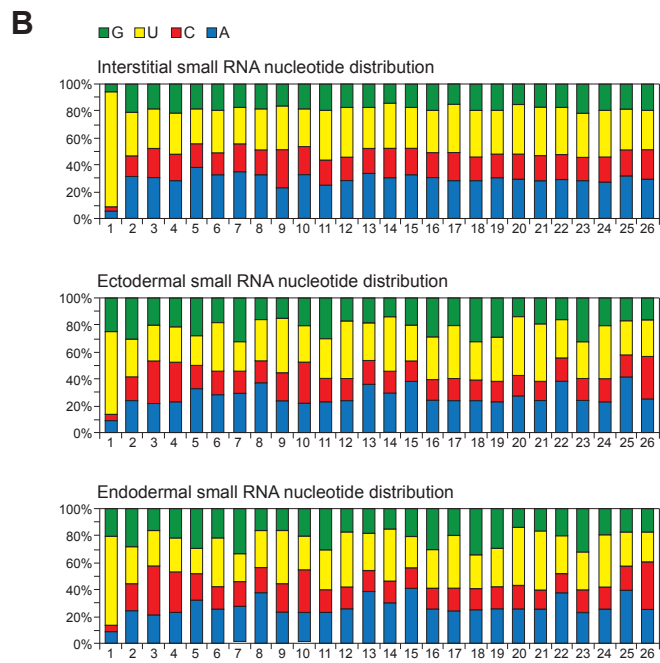 B
G U C A
Interstitial small RNA nucleotide distribution
100%
80%
60%
40%
20%
0%
1 2 3 4 5 6 7 8 9 10 11 12 13 14 15 16 17 18 19 20 21 22 23 24 25 26
Ectodermal small RNA nucleotide distribution
100%
80%
60%
40%
20%
0%
1 2 3 4 5 6 7 8 9 10 11 12 13 14 15 16 17 18 19 20 21 22 23 24 25 26
Endodermal small RNA nucleotide distribution
100%
80%
60%
40%
20%
0%
1 2 3 4 5 6 7 8 9 10 11 12 13 14 15 16 17 18 19 20 21 22 23 24 25 26